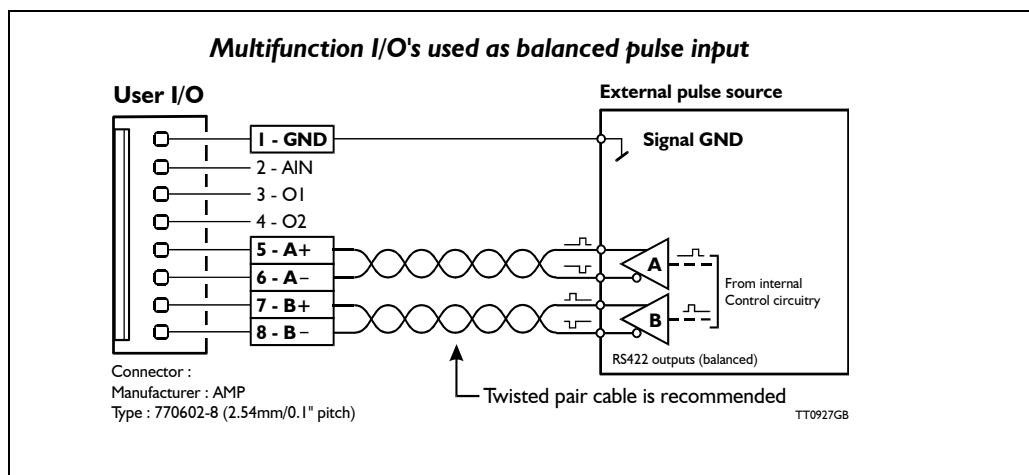 Multifunction I/O's used as balanced pulse input
User I/O
External pulse source
1 - GND
Signal GND
2 - AIN
3 - O1
4 - O2
5 - A+
6 - A−
7 - B+
8 - B−
A
B
From internal
Control circuitry
RS422 outputs (balanced)
Connector :
Manufacturer : AMP
Type : 770602-8 (2.54mm/0.1" pitch)
Twisted pair cable is recommended
TT0927GB